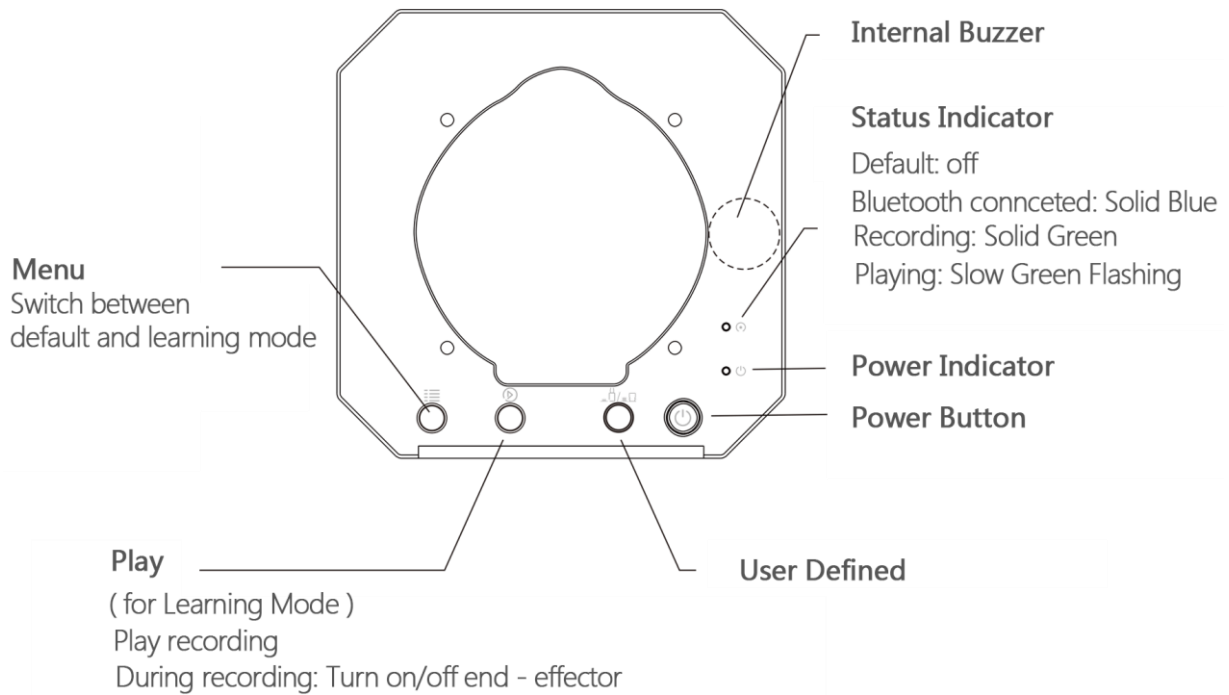 Internal Buzzer
Status Indicator
Default: off
Bluetooth connceted: Solid Blue
Recording: Solid Green
Playing: Slow Green Flashing
Menu
Switch between
default and learning mode
Power Indicator
Power Button
Play
( for Learning Mode )
Play recording
During recording: Turn on/off end - effector
User Defined